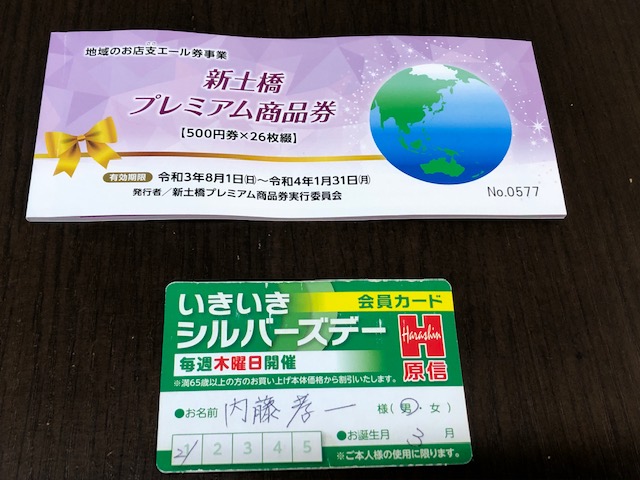 地域のお店支エール券事業
新土橋
プレミアム商品券
【500円券×26枚綴】
有効期限 令和3年8月1日(日)～令和4年1月31日(月)
発行者／新土橋プレミアム商品券実行委員会
No.0577
いきいき 会員カード
シルバーズデー
Harashin
H
原信
毎週木曜日開催
※満65歳以上の方のお買い上げ本体価格から割引いたします。
●お名前 内藤孝一 様(男・女)
●お誕生月 3月
1 2 3 4 5
※ご本人様の使用に限ります。